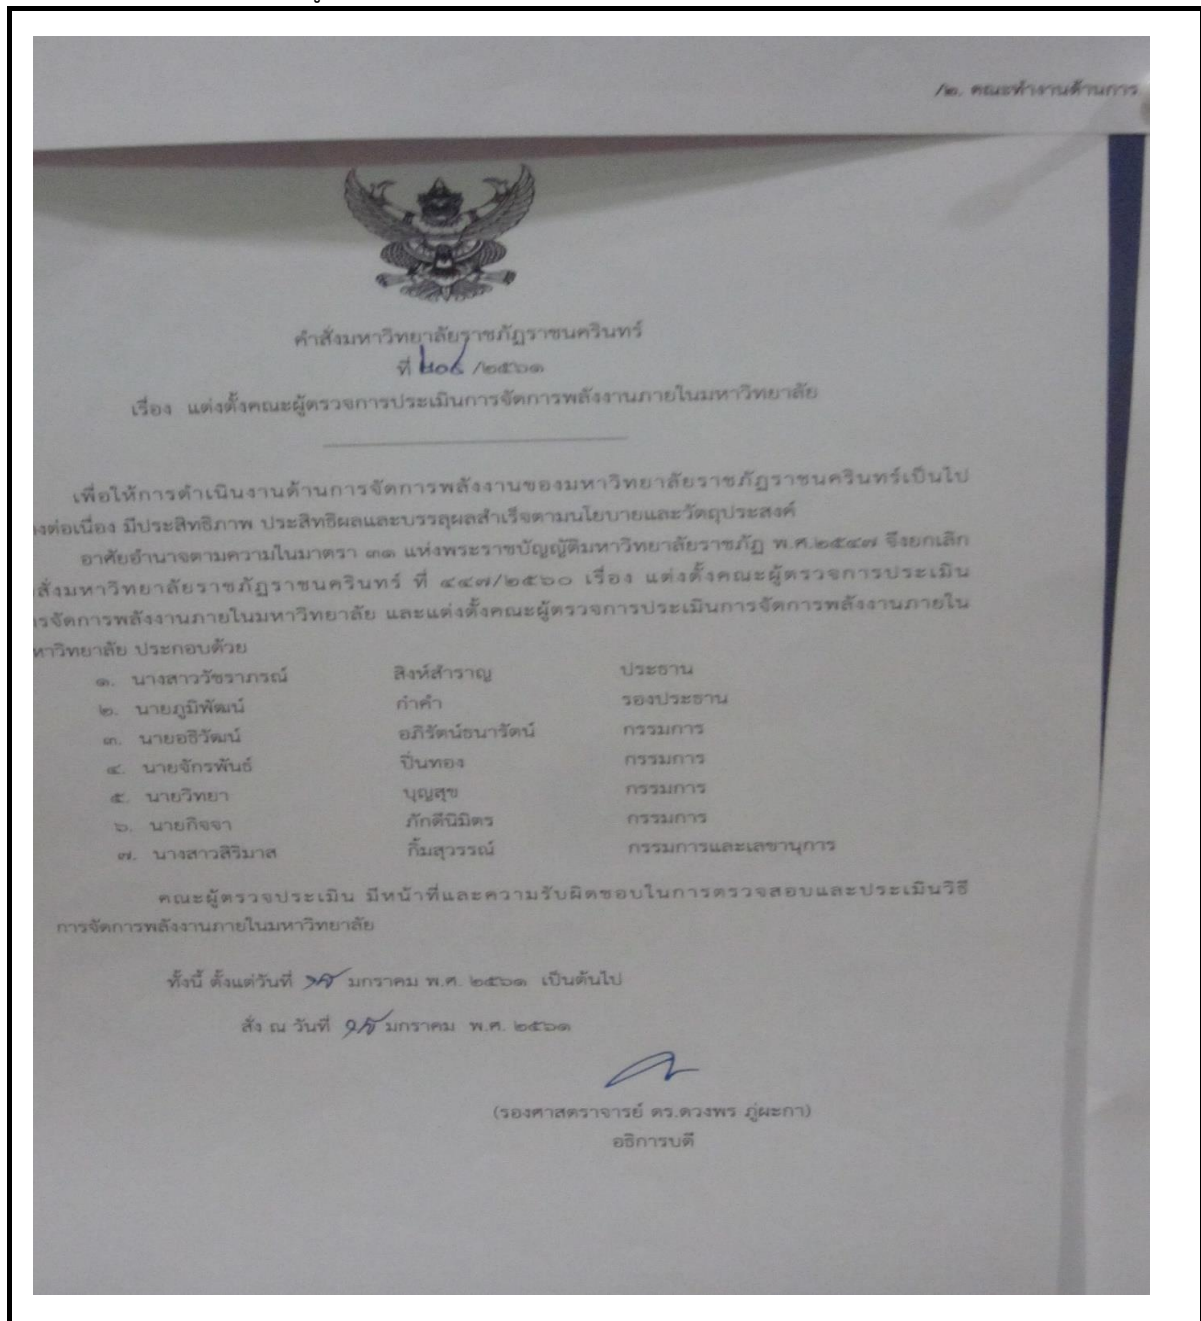 /๒. คณะทำงานด้านการ
คำสั่งมหาวิทยาลัยราชภัฏราชนครินทร์
ที่ /๒๕๖๑
เรื่อง แต่งตั้งคณะผู้ตรวจการประเมินการจัดการพลังงานภายในมหาวิทยาลัย
เพื่อให้การดำเนินงานด้านการจัดการพลังงานของมหาวิทยาลัยราชภัฏราชนครินทร์เป็นไป
งต่อเนื่อง มีประสิทธิภาพ ประสิทธิผลและบรรลุผลสำเร็จตามนโยบายและวัตถุประสงค์
อาศัยอำนาจตามความในมาตรา ๓๑ แห่งพระราชบัญญัติมหาวิทยาลัยราชภัฏ พ.ศ.๒๕๔๗ จึงยกเลิก
สั่งมหาวิทยาลัยราชภัฏราชนครินทร์ ที่ ๔๔๗/๒๕๖๐ เรื่อง แต่งตั้งคณะผู้ตรวจการประเมิน
รจัดการพลังงานภายในมหาวิทยาลัย และแต่งตั้งคณะผู้ตรวจการประเมินการจัดการพลังงานภายใน
หาวิทยาลัย ประกอบด้วย
๑. นางสาววัชราภรณ์ สิงห์สำราญ ประธาน
๒. นายภูมิพัฒน์ กำคำ รองประธาน
๓. นายอธิวัฒน์ อภิรัตน์ธนารัตน์ กรรมการ
๔. นายจักรพันธ์ ปิ่นทอง กรรมการ
๕. นายวิทยา บุญสุข กรรมการ
๖. นายกิจจา ภักดีนิมิตร กรรมการ
๗. นางสาวสิริมาส กิ้มสุวรรณ์ กรรมการและเลขานุการ
คณะผู้ตรวจประเมิน มีหน้าที่และความรับผิดชอบในการตรวจสอบและประเมินวิธี
การจัดการพลังงานภายในมหาวิทยาลัย
ทั้งนี้ ตั้งแต่วันที่ มกราคม พ.ศ. ๒๕๖๑ เป็นต้นไป
สั่ง ณ วันที่ มกราคม พ.ศ. ๒๕๖๑
(รองศาสตราจารย์ ดร.ดวงพร ภู่ผะกา)
อธิการบดี